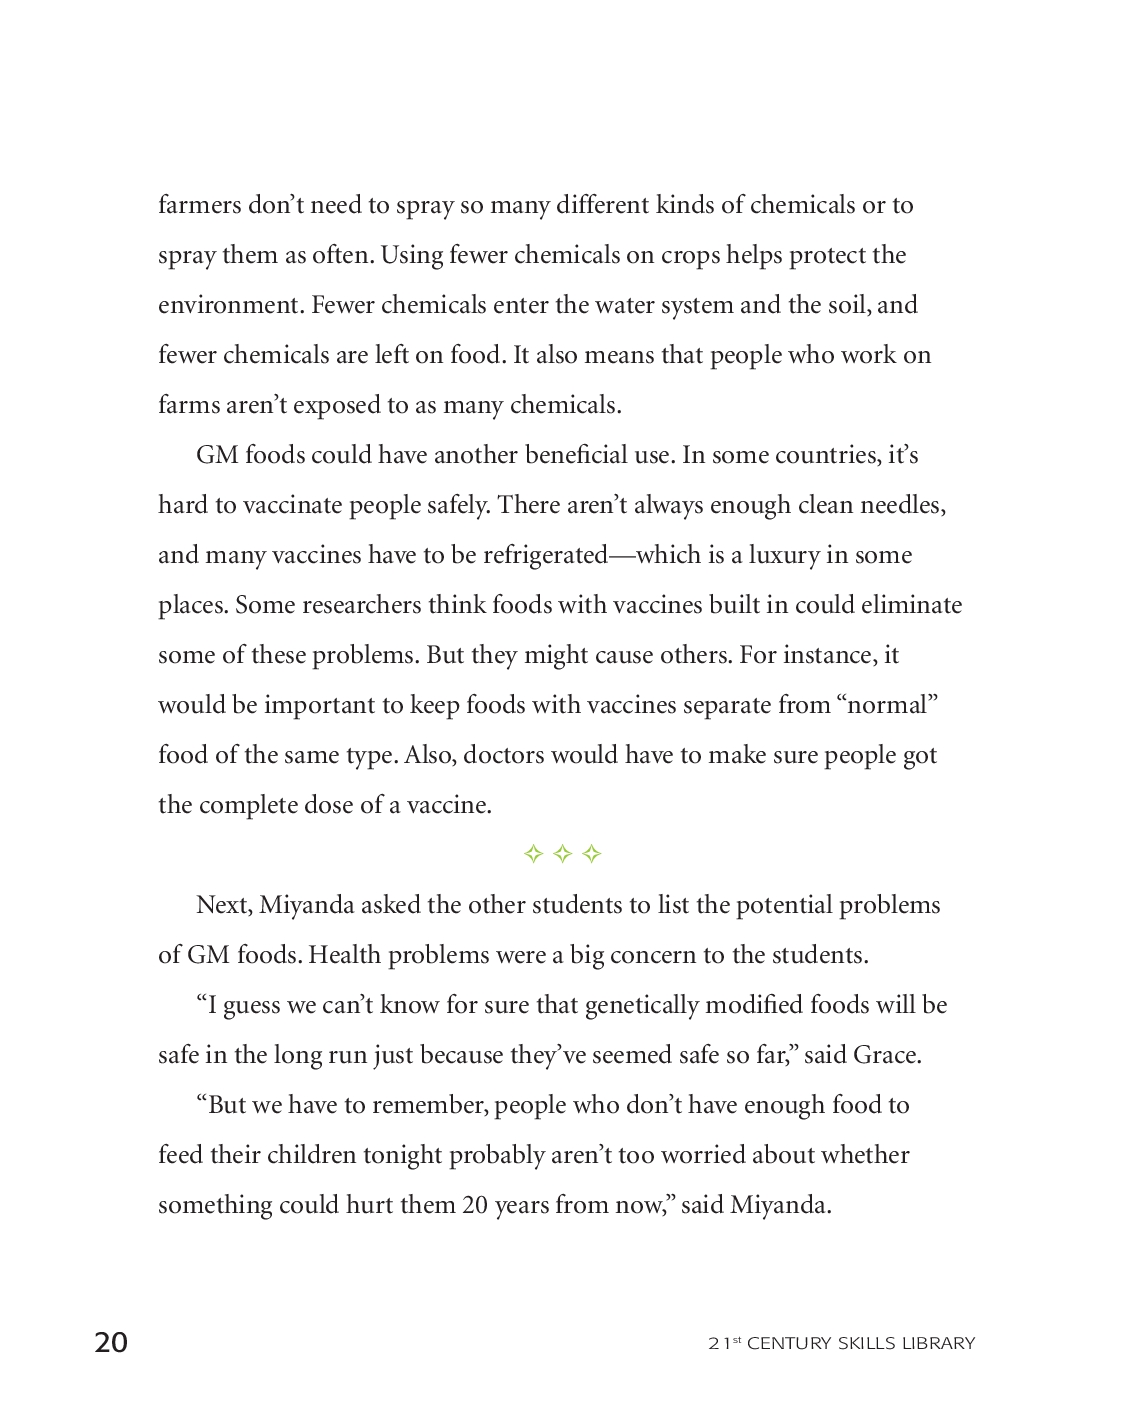 farmers don’t need to spray so many different kinds of chemicals or to
spray them as often. Using fewer chemicals on crops helps protect the
environment. Fewer chemicals enter the water system and the soil, and
fewer chemicals are left on food. It also means that people who work on
farms aren’t exposed to as many chemicals.
GM foods could have another beneficial use. In some countries, it’s
hard to vaccinate people safely. There aren’t always enough clean needles,
and many vaccines have to be refrigerated—which is a luxury in some
places. Some researchers think foods with vaccines built in could eliminate
some of these problems. But they might cause others. For instance, it
would be important to keep foods with vaccines separate from “normal”
food of the same type. Also, doctors would have to make sure people got
the complete dose of a vaccine.
✧ ✧ ✧
Next, Miyanda asked the other students to list the potential problems
of GM foods. Health problems were a big concern to the students.
“I guess we can’t know for sure that genetically modified foods will be
safe in the long run just because they’ve seemed safe so far,” said Grace.
“But we have to remember, people who don’t have enough food to
feed their children tonight probably aren’t too worried about whether
something could hurt them 20 years from now,” said Miyanda.
20
21st CENTURY SKILLS LIBRARY